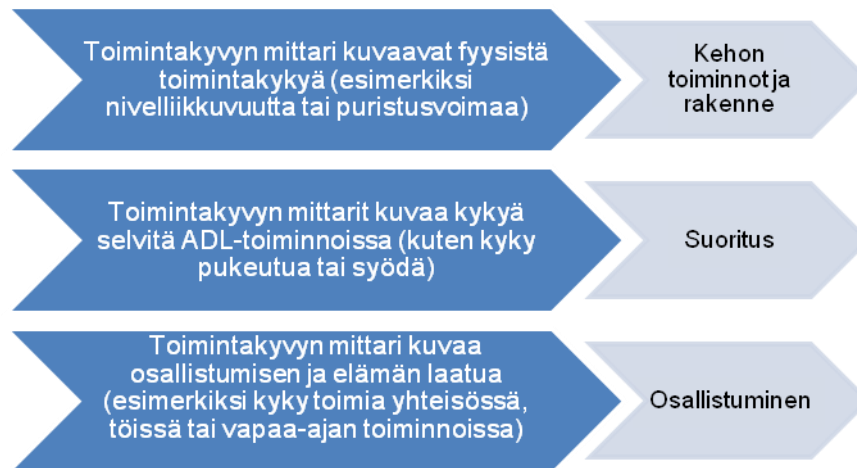 Toimintakyvyn mittari kuvaavat fyysistä
toimintakykyä (esimerkiksi
nivelliikkuvuutta tai puristusvoimaa)
Kehon
toiminnot ja
rakenne
Toimintakyvyn mittarit kuvaa kykyä
selvitä ADL-toiminnoissa (kuten kyky
pukeutua tai syödä)
Suoritus
Toimintakyvyn mittari kuvaa
osallistumisen ja elämän laatua
(esimerkiksi kyky toimia yhteisössä,
töissä tai vapaa-ajan toiminnoissa)
Osallistuminen